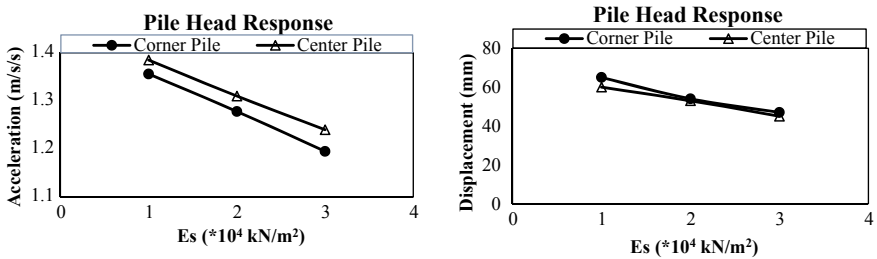 Pile Head Response
Corner Pile Center Pile
1.4
1.3
1.2
1.1
Acceleration (m/s/s)
0 1 2 3 4
Es (*10⁴ kN/m²)
Pile Head Response
Corner Pile Center Pile
80
60
40
20
0
Displacement (mm)
0 1 2 3 4
Es (*10⁴ kN/m²)